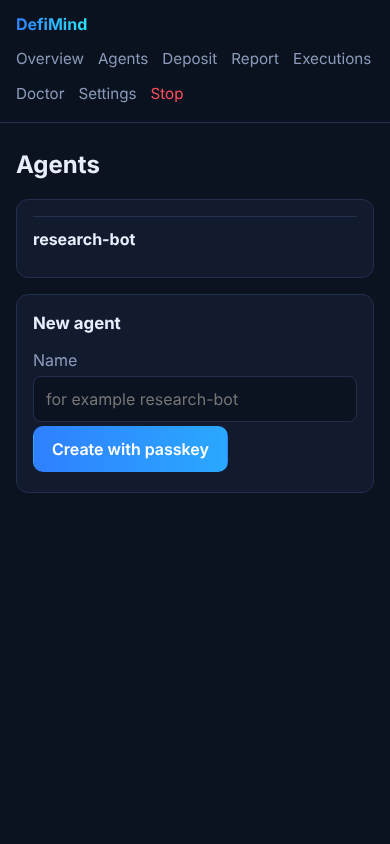 DefiMind
Overview Agents Deposit Report Executions
Doctor Settings Stop
Agents
research-bot
New agent
Name
for example research-bot
Create with passkey